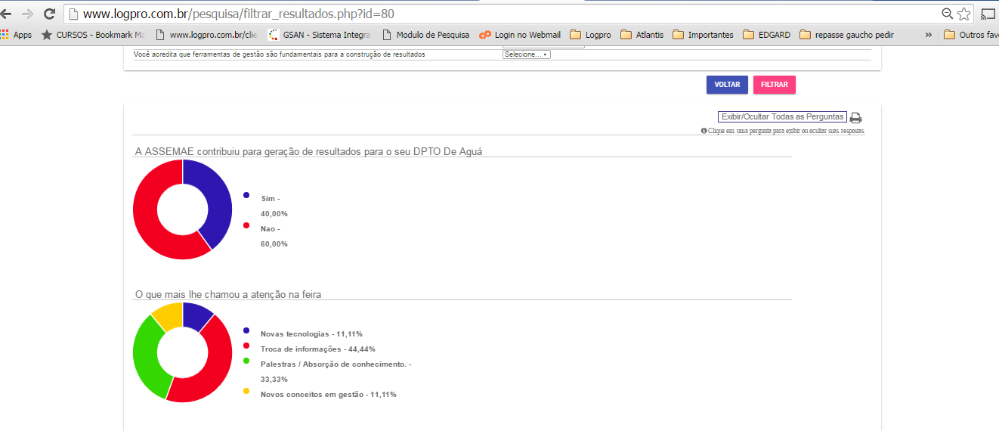 www.logpro.com.br/pesquisa/filtrar_resultados.php?id=80
Apps CURSOS - Bookmark Ma www.logpro.com.br/clie GSAN - Sistema Integra Modulo de Pesquisa Login no Webmail Logpro Atlantis Importantes EDGARD repasse gaucho pedir » Outros favo
Você acredita que ferramentas de gestão são fundamentais para a construção de resultados Selecione...
VOLTAR FILTRAR
Exibir/Ocultar Todas as Perguntas
Clique em uma pergunta para exibir ou ocultar suas respostas.
A ASSEMAE contribuiu para geração de resultados para o seu DPTO De Aguá
Sim -
40,00%
Nao -
60,00%
O que mais lhe chamou a atenção na feira
Novas tecnologias - 11,11%
Troca de informações - 44,44%
Palestras / Absorção de conhecimento. -
33,33%
Novos conceitos em gestão - 11,11%